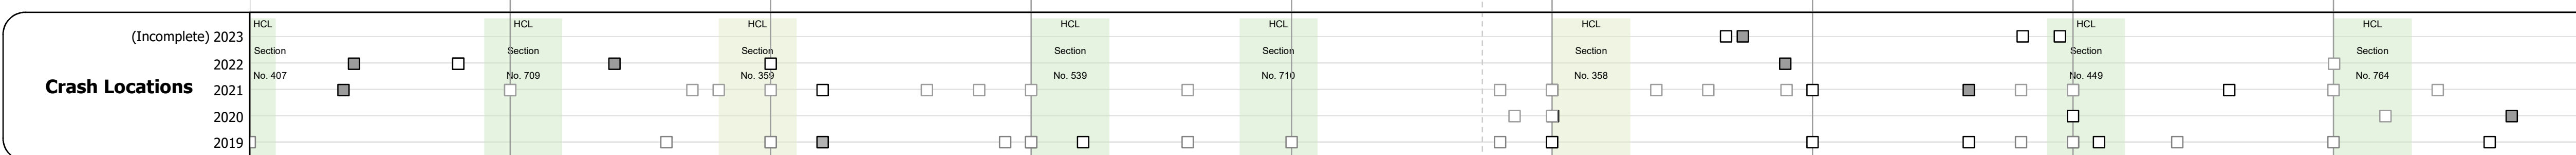 HCL HCL HCL HCL HCL HCL HCL HCL
(Incomplete) 2023
Section Section Section Section Section Section Section Section
2022
No. 407 No. 709 No. 359 No. 539 No. 710 No. 358 No. 449 No. 764
Crash Locations
2021
2020
2019